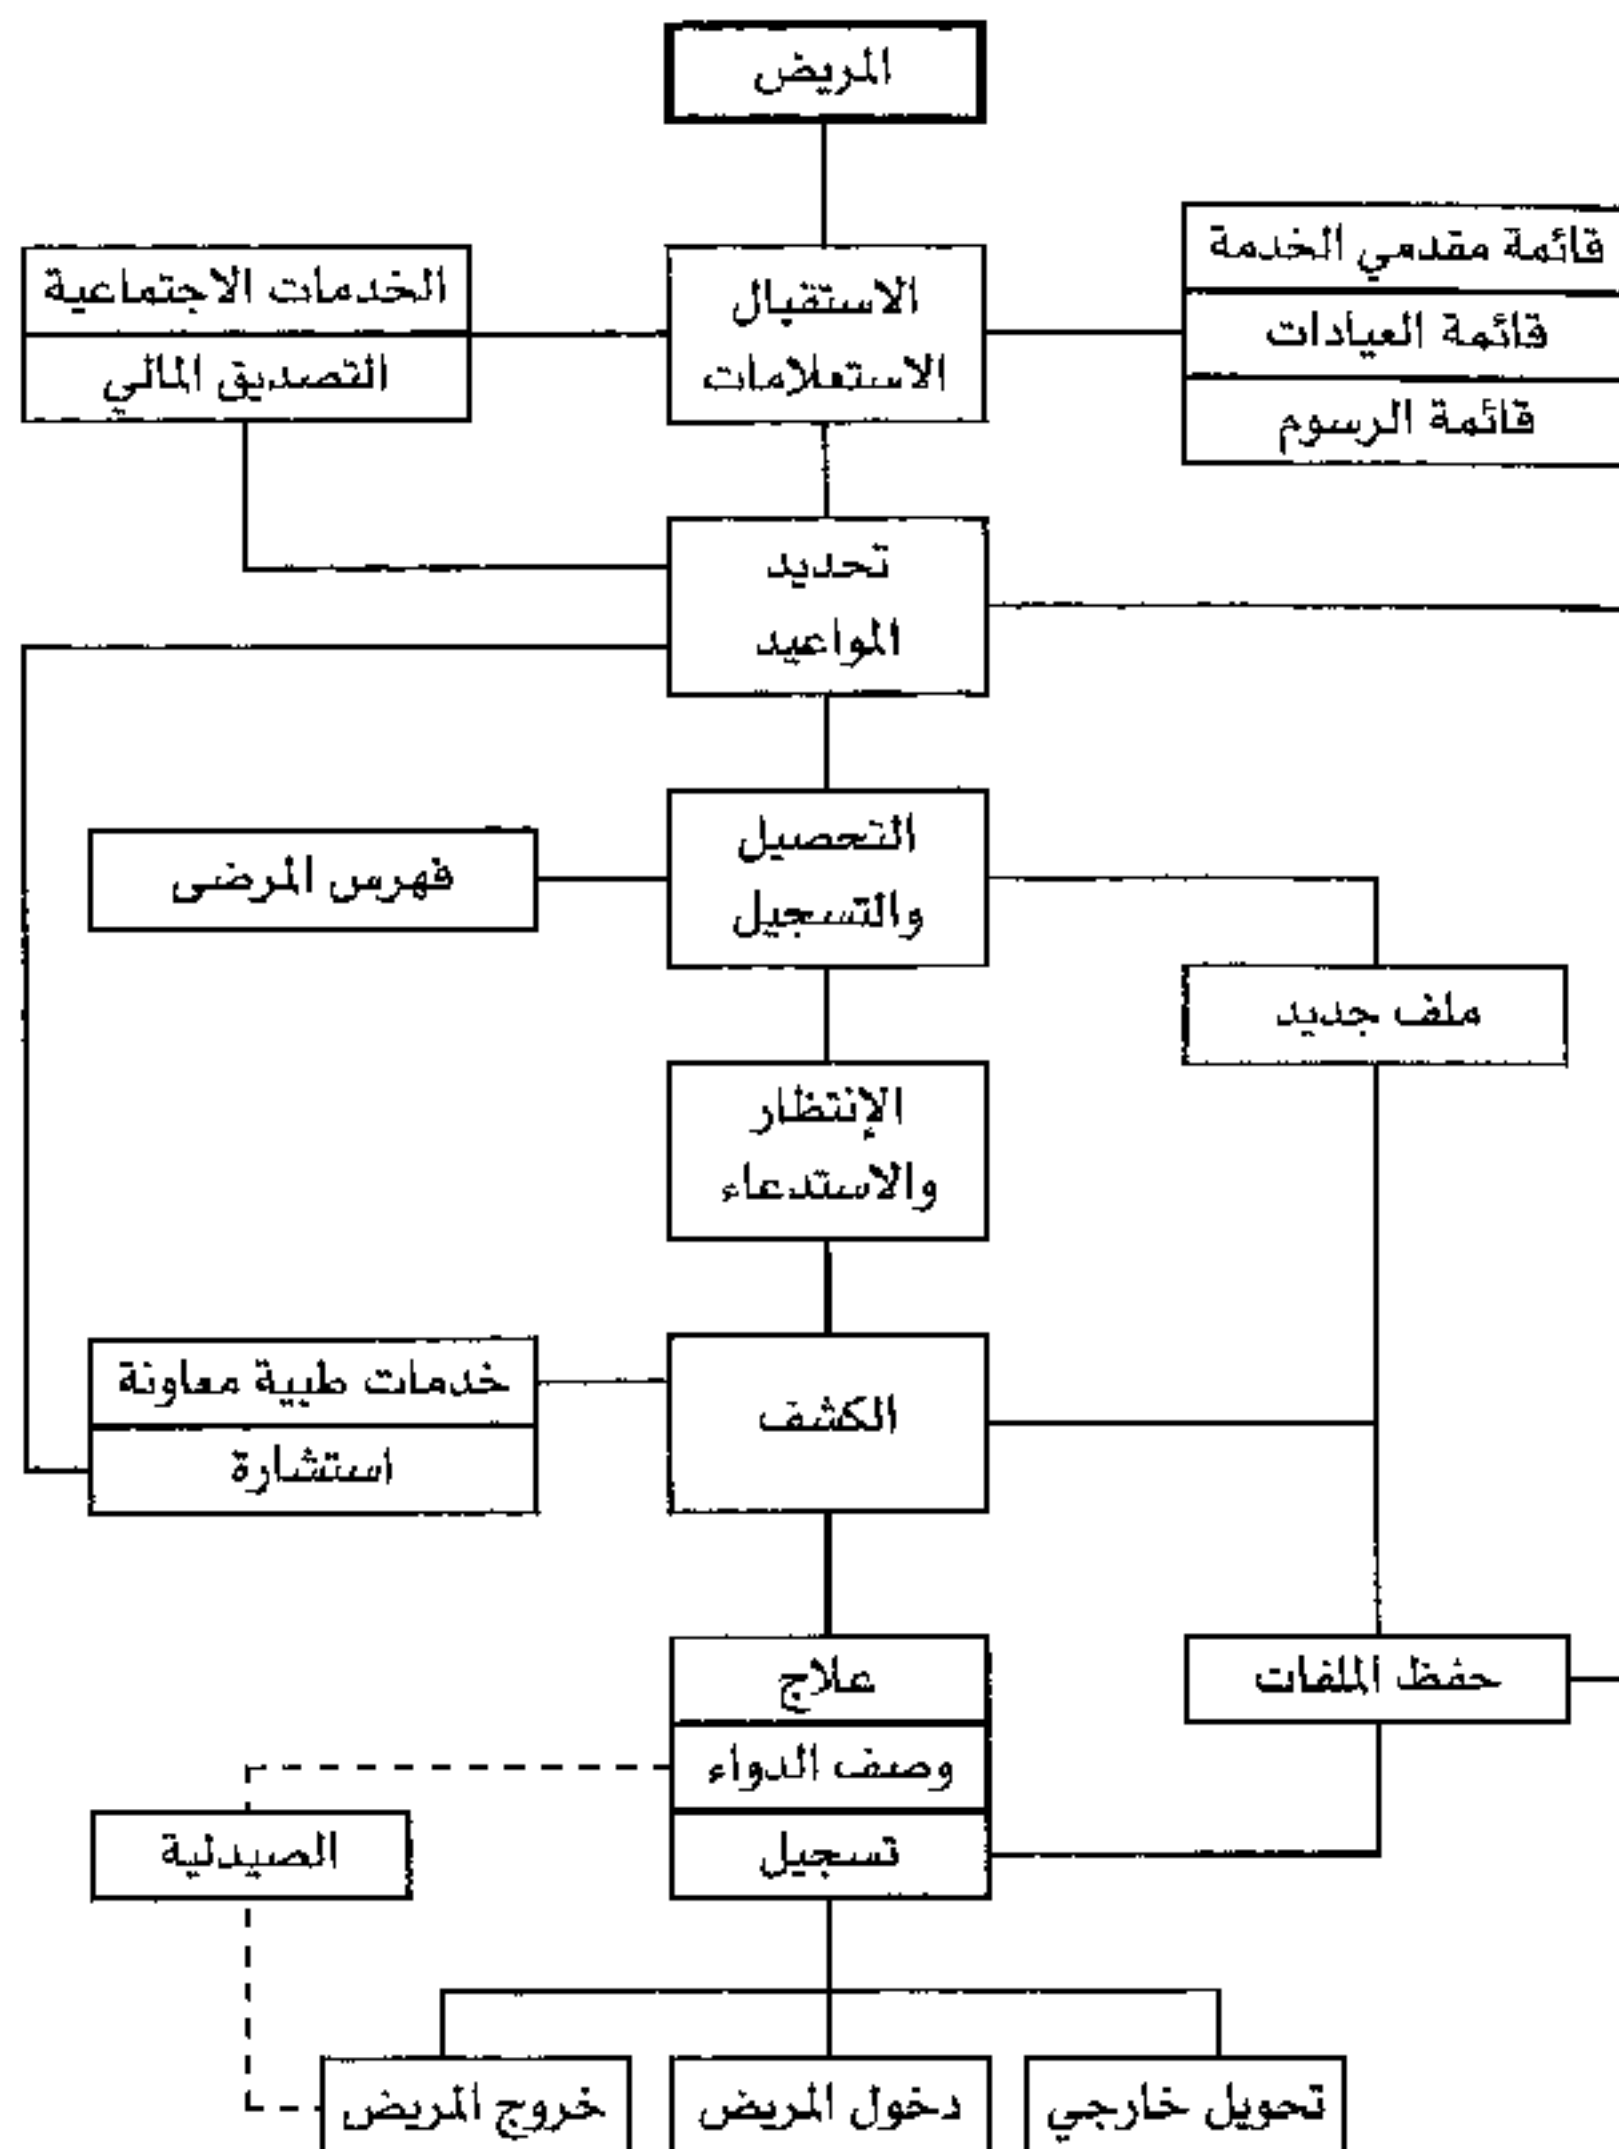 المريض
قائمة مقدمي الخدمة
قائمة العيادات
قائمة الرسوم
الاستقبال
الاستعلامات
الخدمات الاجتماعية
التصديق المالي
تحديد
المواعيد
التحصيل
والتسجيل
فهرس المرضى
ملف جديد
الإنتظار
والاستدعاء
الكشف
خدمات طبية معاونة
استشارة
حفظ الملفات
علاج
وصف الدواء
تسجيل
الصيدلية
تحويل خارجي
دخول المريض
خروج المريض